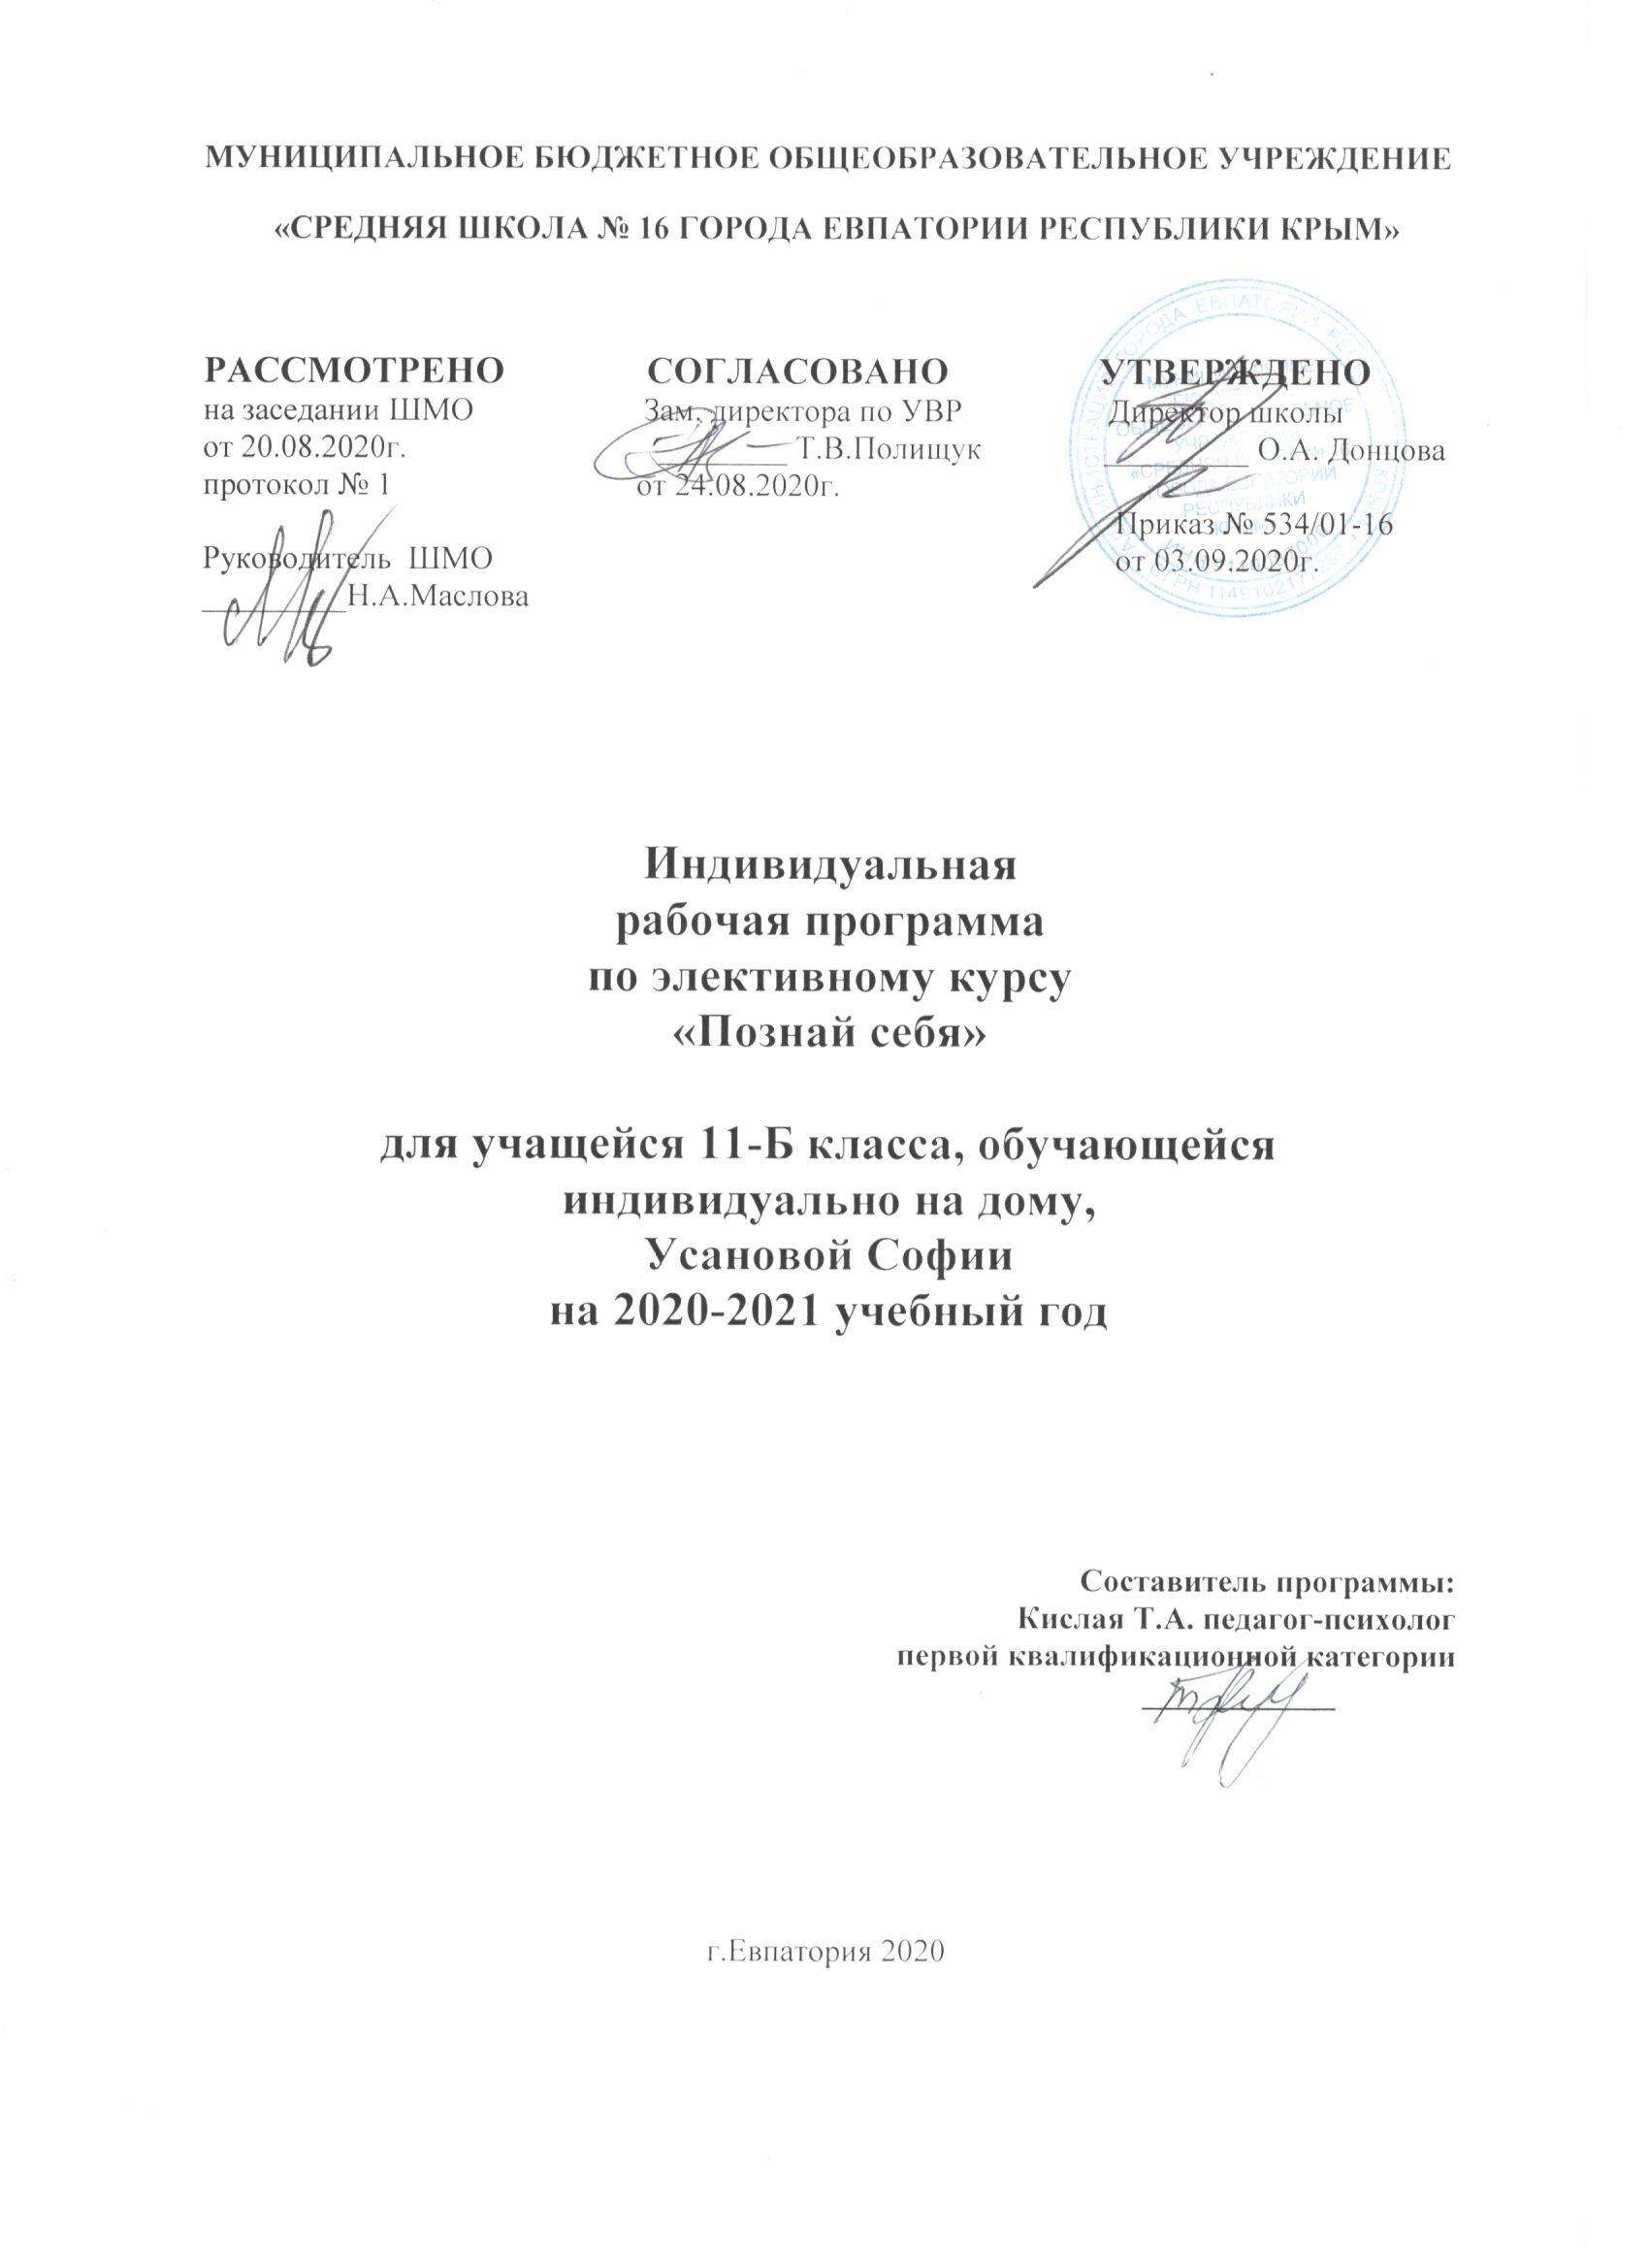 МУНИЦИПАЛЬНОЕ БЮДЖЕТНОЕ ОБЩЕОБРАЗОВАТЕЛЬНОЕ УЧРЕЖДЕНИЕ
«СРЕДНЯЯ ШКОЛА № 16 ГОРОДА ЕВПАТОРИИ РЕСПУБЛИКИ КРЫМ»
РАССМОТРЕНО
на заседании ШМО
от 20.08.2020г.
протокол № 1
Руководитель ШМО
Н.А.Маслова
СОГЛАСОВАНО
Зам. директора по УВР
Т.В.Полищук
от 24.08.2020г.
УТВЕРЖДЕНО
Директор школы
О.А. Донцова
Приказ № 534/01-16
от 03.09.2020г.
Индивидуальная
рабочая программа
по элективному курсу
«Познай себя»
для учащейся 11-Б класса, обучающейся
индивидуально на дому,
Усановой Софии
на 2020-2021 учебный год
Составитель программы:
Кислая Т.А. педагог-психолог
первой квалификационной категории
г.Евпатория 2020